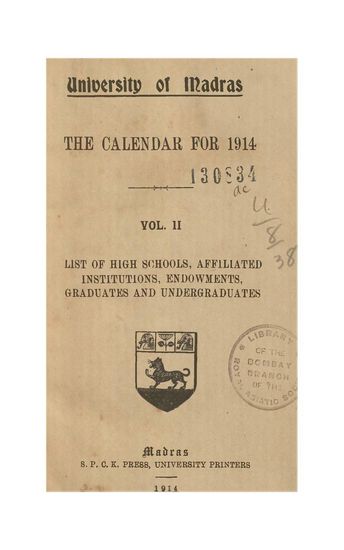 University of Madras
THE CALENDAR FOR 1914
130834
VOL. II
LIST OF HIGH SCHOOLS, AFFILIATED
INSTITUTIONS, ENDOWMENTS,
GRADUATES AND UNDERGRADUATES
LIBRARY
OF THE
BOMBAY
BRANCH
OF THE
ROYAL ASIATIC SOC
Madras
S. P. C. K. PRESS, UNIVERSITY PRINTERS
1914